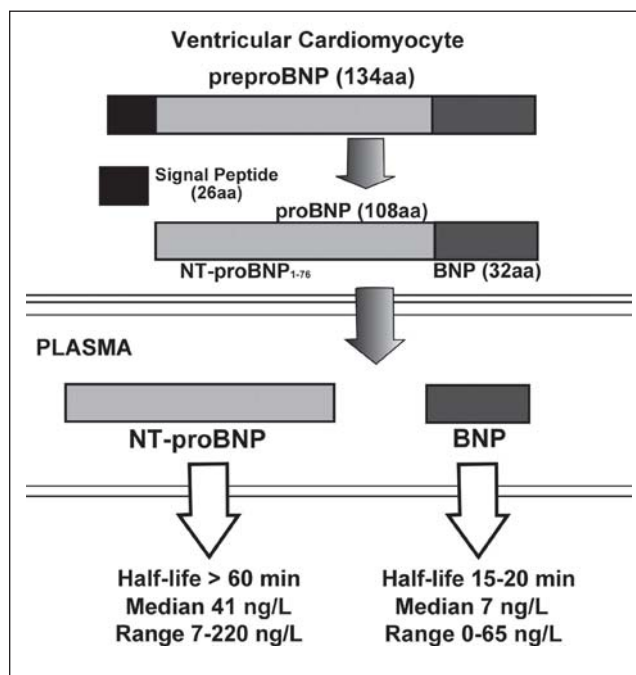 Ventricular Cardiomyocyte
preproBNP (134aa)
Signal Peptide
(26aa)
proBNP (108aa)
NT-proBNP1-76
BNP (32aa)
PLASMA
NT-proBNP
BNP
Half-life > 60 min
Median 41 ng/L
Range 7-220 ng/L
Half-life 15-20 min
Median 7 ng/L
Range 0-65 ng/L